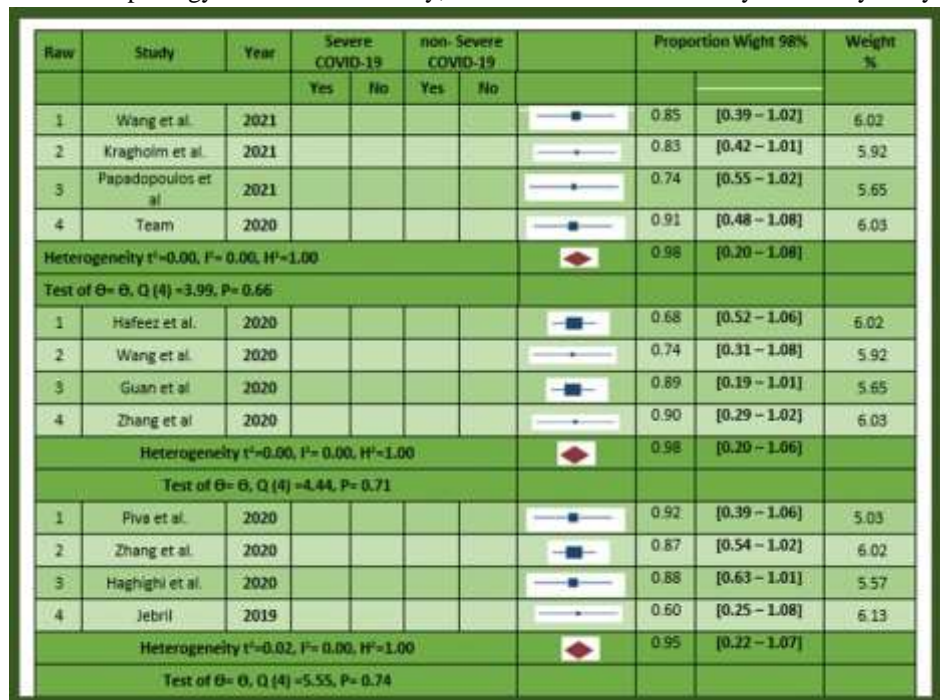 Raw Study Year Severe COVID-19 non- Severe COVID-19 Proportion Wight 98% Weight %
Yes No Yes No
1 Wang et al. 2021 0.85 [0.39 – 1.02] 6.02
2 Kragholm et al. 2021 0.83 [0.42 – 1.01] 5.92
3 Papadopoulos et al 2021 0.74 [0.55 – 1.02] 5.65
4 Team 2020 0.91 [0.48 – 1.08] 6.03
Heterogeneity t²=0.00, I²= 0.00, H²=1.00 0.98 [0.20 – 1.08]
Test of Θ= Θ, Q (4) =3.99, P= 0.66
1 Hafeez et al. 2020 0.68 [0.52 – 1.06] 6.02
2 Wang et al. 2020 0.74 [0.31 – 1.08] 5.92
3 Guan et al 2020 0.89 [0.19 – 1.01] 5.65
4 Zhang et al 2020 0.90 [0.29 – 1.02] 6.03
Heterogeneity t²=0.00, I²= 0.00, H²=1.00 0.98 [0.20 – 1.06]
Test of Θ= Θ, Q (4) =4.44, P= 0.71
1 Piva et al. 2020 0.92 [0.39 – 1.06] 5.03
2 Zhang et al. 2020 0.87 [0.54 – 1.02] 6.02
3 Haghighi et al. 2020 0.88 [0.63 – 1.01] 5.57
4 Jebril 2019 0.60 [0.25 – 1.08] 6.13
Heterogeneity t²=0.02, I²= 0.00, H²=1.00 0.95 [0.22 – 1.07]
Test of Θ= Θ, Q (4) =5.55, P= 0.74